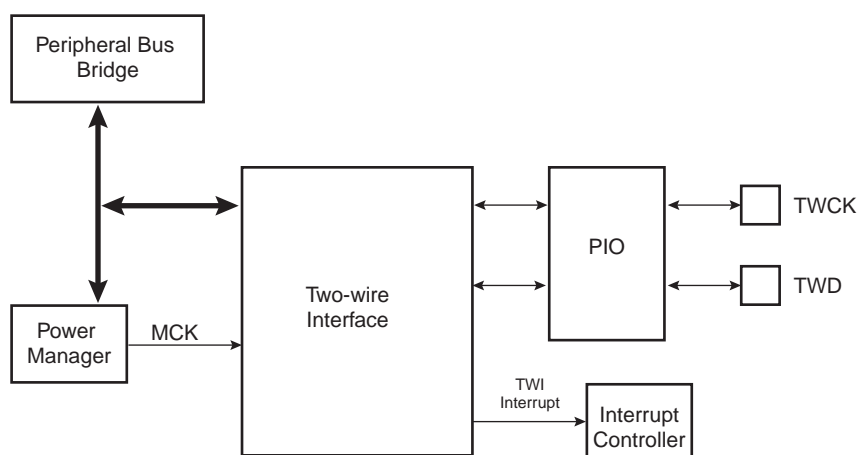 Peripheral Bus
Bridge
TWCK
PIO
TWD
Two-wire
Interface
Power
Manager
MCK
TWI
Interrupt
Interrupt
Controller